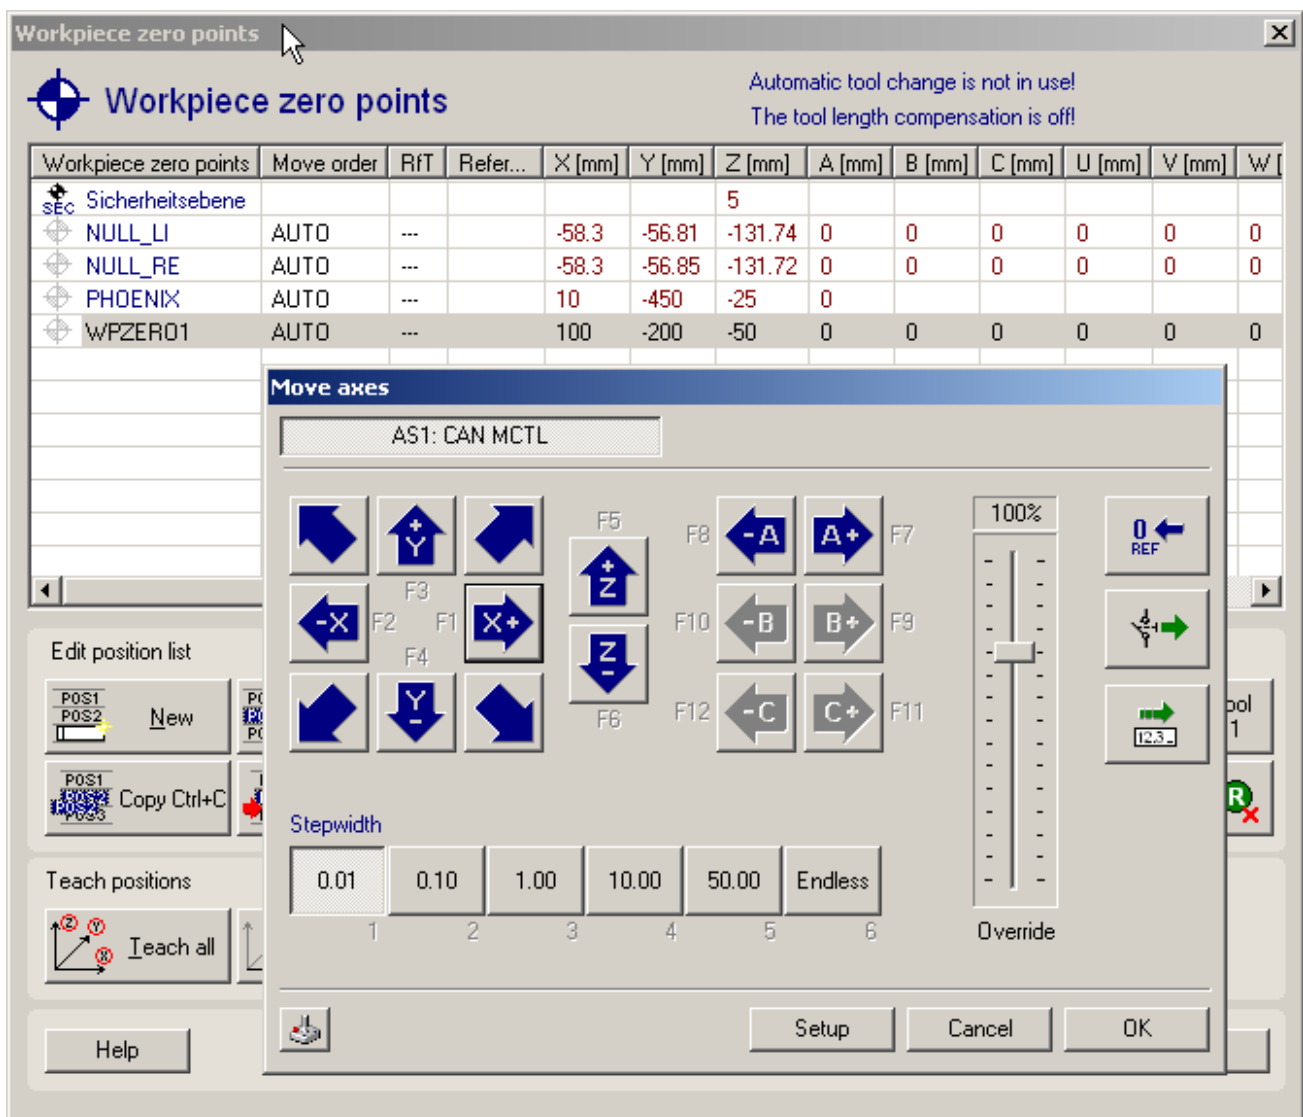 Workpiece zero points
Workpiece zero points
Automatic tool change is not in use!
The tool length compensation is off!
Workpiece zero points Move order RfT Refer... X [mm] Y [mm] Z [mm] A [mm] B [mm] C [mm] U [mm] V [mm] W [
SEC Sicherheitsebene 5
NULL_LI AUTO --- -58.3 -56.81 -131.74 0 0 0 0 0 0
NULL_RE AUTO --- -58.3 -56.85 -131.72 0 0 0 0 0 0
PHOENIX AUTO --- 10 -450 -25 0
WPZERO1 AUTO --- 100 -200 -50 0 0 0 0 0 0
Move axes
AS1: CAN MCTL
+ Y F3
F5 + Z
F8 -A A+ F7
100%
0 REF
-X F2 F1 X+
F10 -B B+ F9
F4 Y -
Z - F6
F12 -C C+ F11
12.3_
Edit position list
POS1 POS2 New
POS1 POS2 POS3 Copy Ctrl+C
ool 1
R
Stepwidth
0.01 0.10 1.00 10.00 50.00 Endless
1 2 3 4 5 6
Override
Teach positions
Z Y X Teach all
Help
Setup Cancel OK